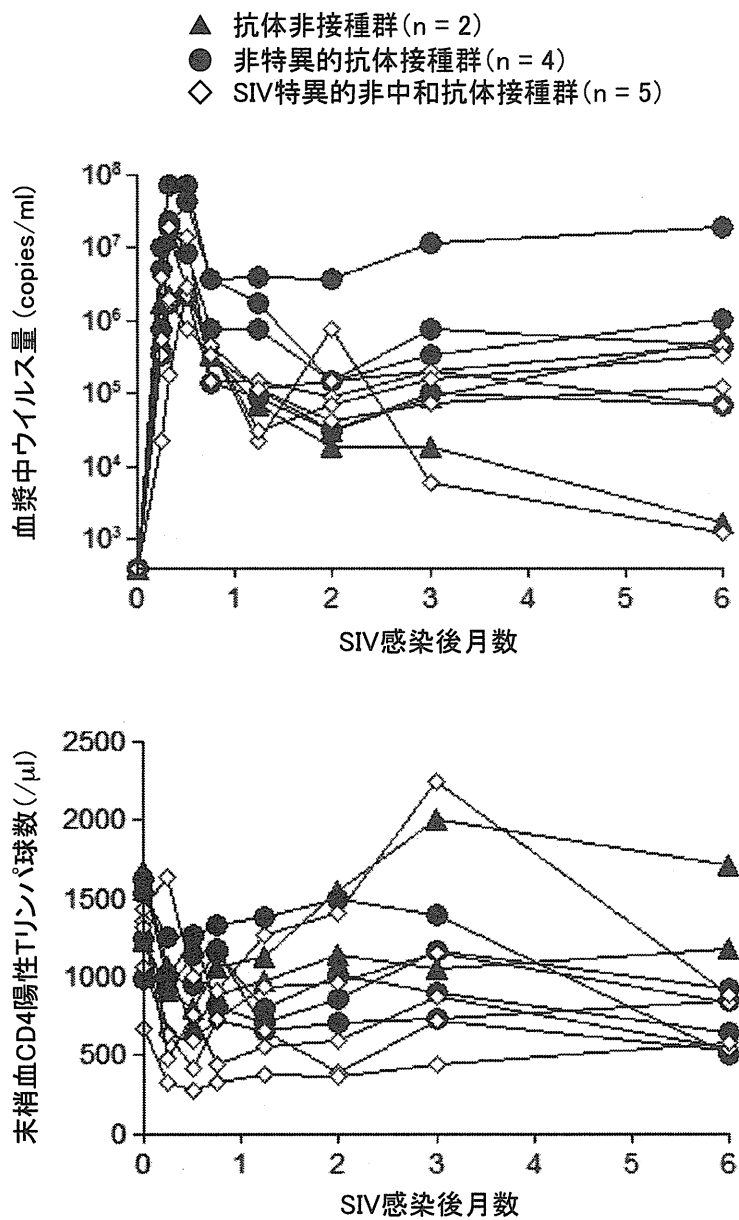 ▲ 抗体非接種群(n = 2)
● 非特異的抗体接種群(n = 4)
◇ SIV特異的非中和抗体接種群(n = 5)
血漿中ウイルス量 (copies/ml)
10⁸
10⁷
10⁶
10⁵
10⁴
10³
0 1 2 3 4 5 6
SIV感染後月数
末梢血CD4陽性Tリンパ球数(/μl)
2500
2000
1500
1000
500
0
0 1 2 3 4 5 6
SIV感染後月数